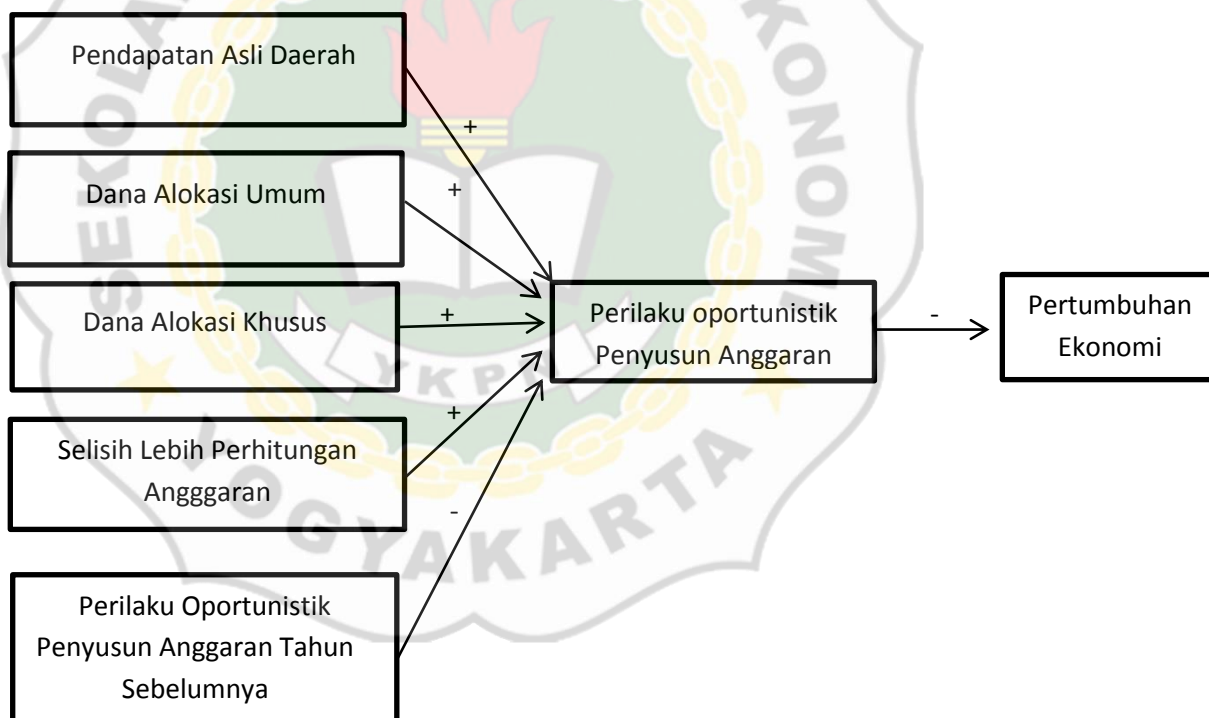 Pendapatan Asli Daerah
+
Dana Alokasi Umum
+
Dana Alokasi Khusus
+
Selisih Lebih Perhitungan
Angggaran
+
-
Perilaku Oportunistik
Penyusun Anggaran Tahun
Sebelumnya
Perilaku oportunistik
Penyusun Anggaran
-
Pertumbuhan
Ekonomi
YOGYAKARTA